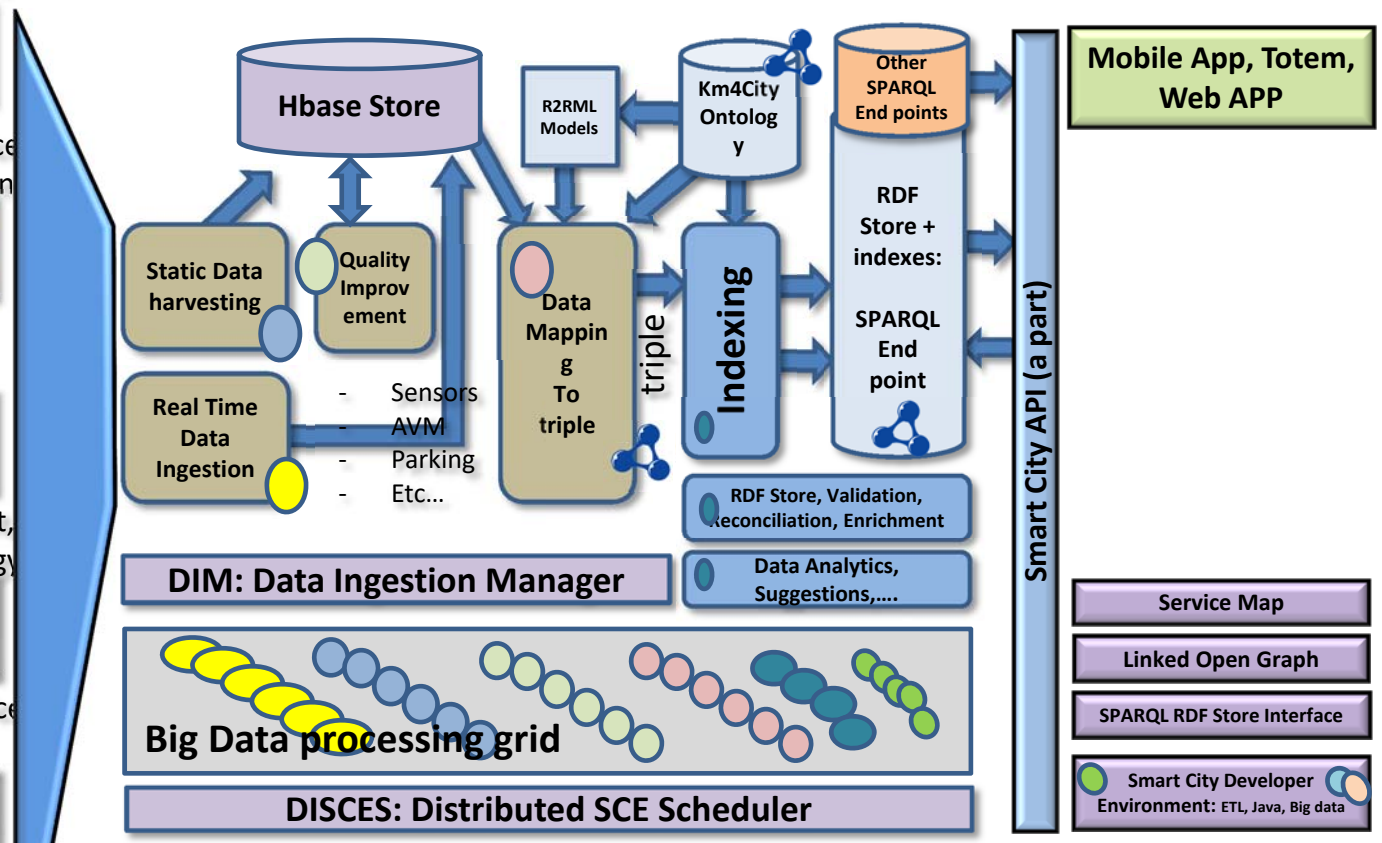 Hbase Store
R2RML
Models
Km4City
Ontolog
y
Other
SPARQL
End points
Mobile App, Totem,
Web APP
Static Data
harvesting
Quality
Improv
ement
Data
Mappin
g
To
triple
triple
Indexing
RDF
Store +
indexes:
SPARQL
End
point
Smart City API (a part)
Real Time
Data
Ingestion
- Sensors
- AVM
- Parking
- Etc...
RDF Store, Validation,
Reconciliation, Enrichment
DIM: Data Ingestion Manager
Data Analytics,
Suggestions,....
Service Map
Linked Open Graph
SPARQL RDF Store Interface
Big Data processing grid
Smart City Developer
Environment: ETL, Java, Big data
DISCES: Distributed SCE Scheduler